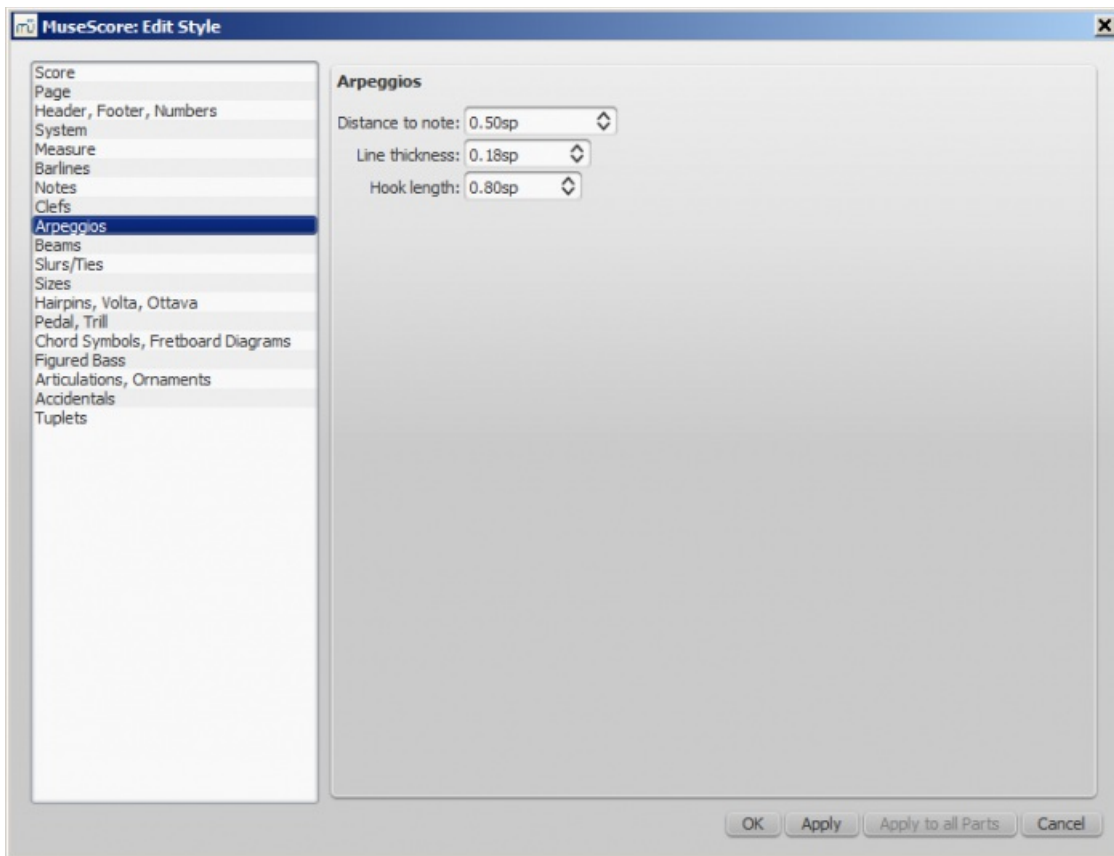 MuseScore: Edit Style
Score
Page
Header, Footer, Numbers
System
Measure
Barlines
Notes
Clefs
Arpeggios
Beams
Slurs/Ties
Sizes
Hairpins, Volta, Ottava
Pedal, Trill
Chord Symbols, Fretboard Diagrams
Figured Bass
Articulations, Ornaments
Accidentals
Tuplets
Arpeggios
Distance to note: 0.50sp
Line thickness: 0.18sp
Hook length: 0.80sp
OK Apply Apply to all Parts Cancel